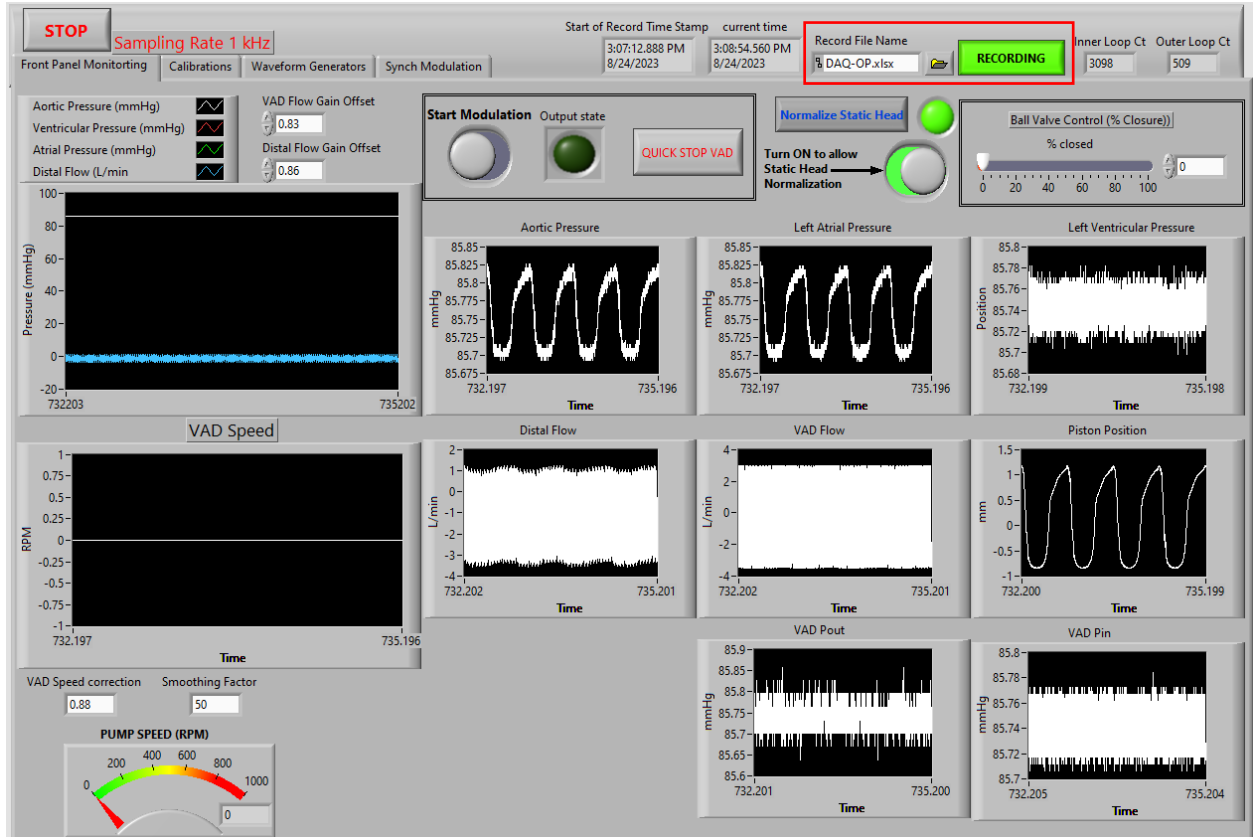 STOP
Sampling Rate 1 kHz
Start of Record Time Stamp
3:07:12.888 PM
8/24/2023
current time
3:08:54.560 PM
8/24/2023
Record File Name
DAQ-OP.xlsx
RECORDING
Inner Loop Ct
3098
Outer Loop Ct
509
Front Panel Monitorting
Calibrations
Waveform Generators
Synch Modulation
Aortic Pressure (mmHg)
Ventricular Pressure (mmHg)
Atrial Pressure (mmHg)
Distal Flow (L/min
VAD Flow Gain Offset
0.83
Distal Flow Gain Offset
0.86
Start Modulation
Output state
QUICK STOP VAD
Normalize Static Head
Turn ON to allow
Static Head
Normalization
Ball Valve Control (% Closure))
% closed
0 20 40 60 80 100
0
Pressure (mmHg)
100
80
60
40
20
0
-20
732203
735202
Aortic Pressure
mmHg
85.85
85.825
85.8
85.775
85.75
85.725
85.7
85.675
732.197
735.196
Time
Left Atrial Pressure
mmHg
85.85
85.825
85.8
85.775
85.75
85.725
85.7
85.675
732.197
735.196
Time
Left Ventricular Pressure
Position
85.8
85.78
85.76
85.74
85.72
85.7
85.68
732.199
735.198
Time
VAD Speed
RPM
1
0.75
0.5
0.25
0
-0.25
-0.5
-0.75
-1
732.197
735.196
Time
Distal Flow
L/min
2
1
0
-1
-2
-3
-4
732.202
735.201
Time
VAD Flow
L/min
4
2
0
-2
-4
732.202
735.201
Time
Piston Position
mm
1.5
1
0.5
0
-0.5
-1
732.200
735.199
Time
VAD Speed correction
0.88
Smoothing Factor
50
PUMP SPEED (RPM)
0 200 400 600 800 1000
0
VAD Pout
mmHg
85.9
85.85
85.8
85.75
85.7
85.65
85.6
732.201
735.200
Time
VAD Pin
mmHg
85.8
85.78
85.76
85.74
85.72
85.7
732.205
735.204
Time